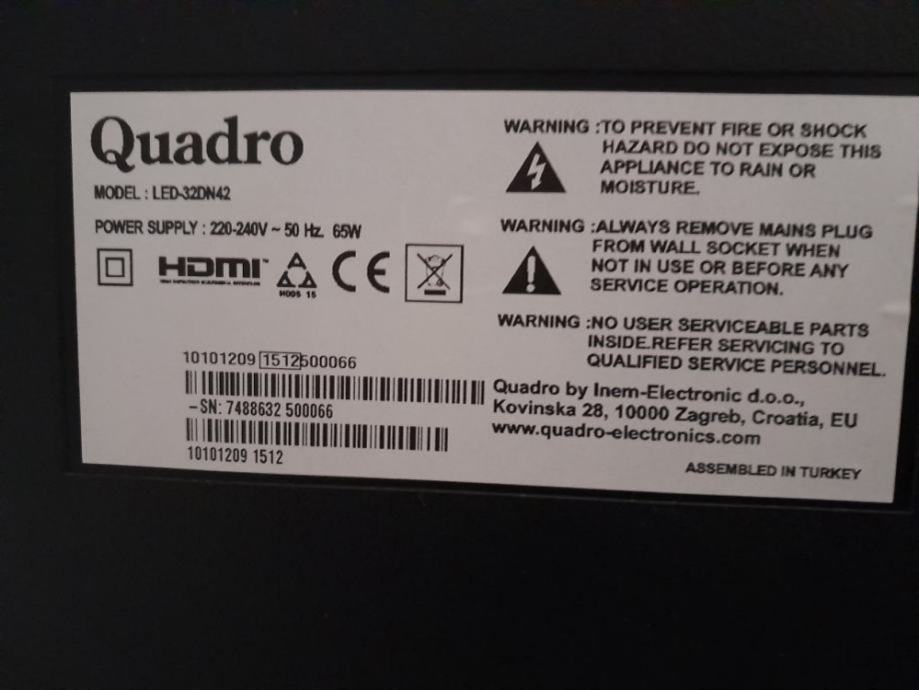 Quadro
MODEL : LED-32DN42
POWER SUPPLY : 220-240V ~ 50 Hz. 65W
HDMI™
CE
10101209 1512500066
-SN: 7488632 500066
10101209 1512
WARNING :TO PREVENT FIRE OR SHOCK
HAZARD DO NOT EXPOSE THIS
APPLIANCE TO RAIN OR
MOISTURE.
WARNING :ALWAYS REMOVE MAINS PLUG
FROM WALL SOCKET WHEN
NOT IN USE OR BEFORE ANY
SERVICE OPERATION.
WARNING :NO USER SERVICEABLE PARTS
INSIDE.REFER SERVICING TO
QUALIFIED SERVICE PERSONNEL.
Quadro by Inem-Electronic d.o.o.,
Kovinska 28, 10000 Zagreb, Croatia, EU
www.quadro-electronics.com
ASSEMBLED IN TURKEY